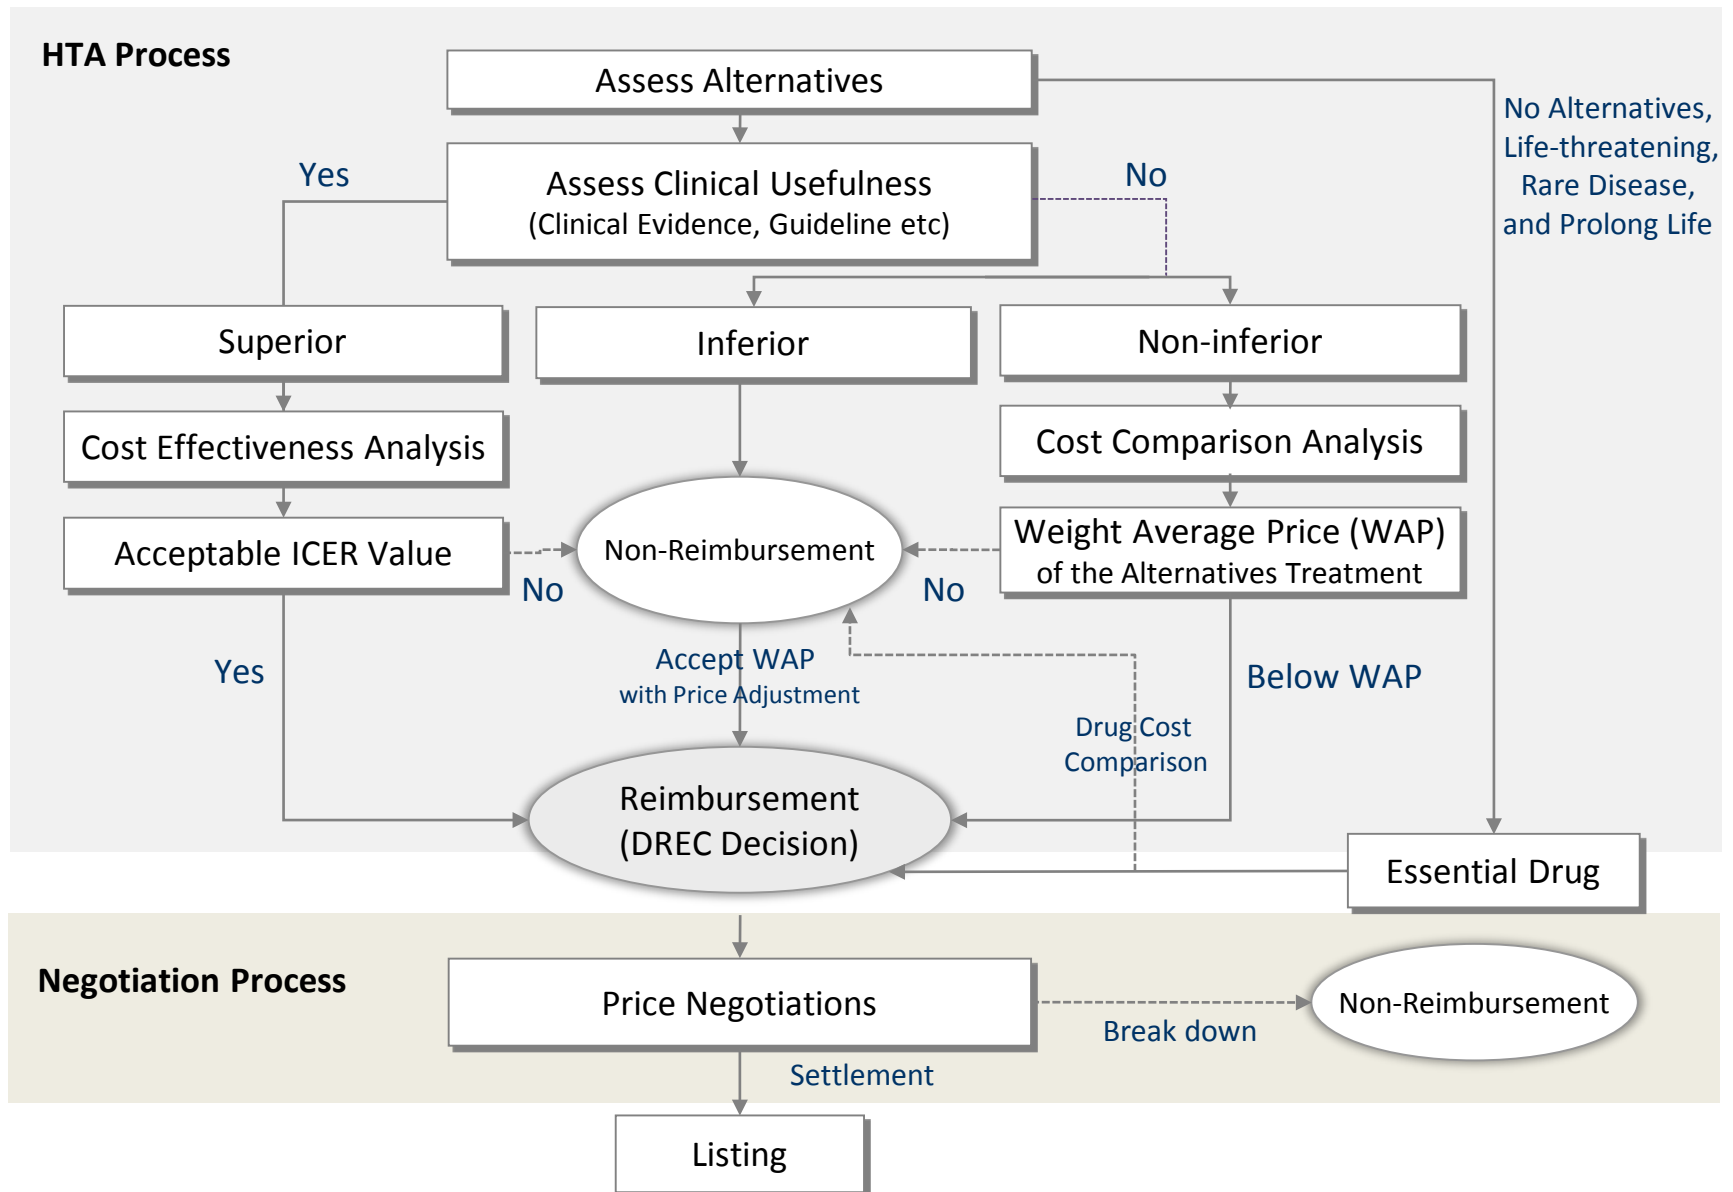 HTA Process
Assess Alternatives
No Alternatives,
Life-threatening,
Rare Disease,
and Prolong Life
Yes
Assess Clinical Usefulness
(Clinical Evidence, Guideline etc)
No
Superior
Inferior
Non-inferior
Cost Effectiveness Analysis
Cost Comparison Analysis
Acceptable ICER Value
Non-Reimbursement
Weight Average Price (WAP)
of the Alternatives Treatment
No
No
Yes
Accept WAP
with Price Adjustment
Below WAP
Drug Cost
Comparison
Reimbursement
(DREC Decision)
Essential Drug
Negotiation Process
Price Negotiations
Break down
Non-Reimbursement
Settlement
Listing